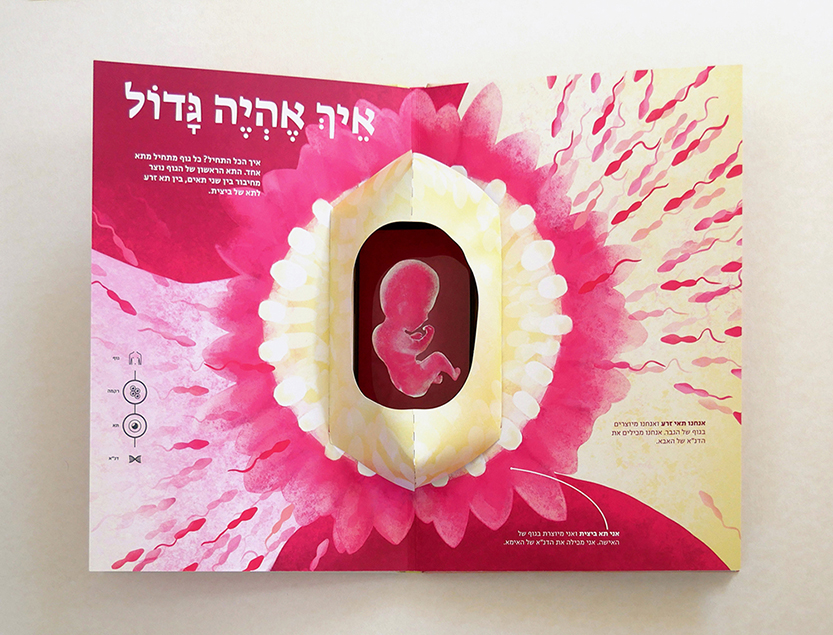 אֵיךְ אֶהְיֶה גָּדוֹל
איך הכל התחיל? כל גוף מתחיל מתא
אחד. התא הראשון של הגוף נוצר
מחיבור בין שני תאים, בין תא זרע
לתא של ביצית.
גוף
רקמה
תא
דנ"א
אנחנו תאי זרע ואנחנו מיוצרים
בגוף של הגבר. אנחנו מכילים את
הדנ"א של האבא.
אני תא ביצית ואני מיוצרת בגוף של
האישה. אני מכילה את הדנ"א של האימא.